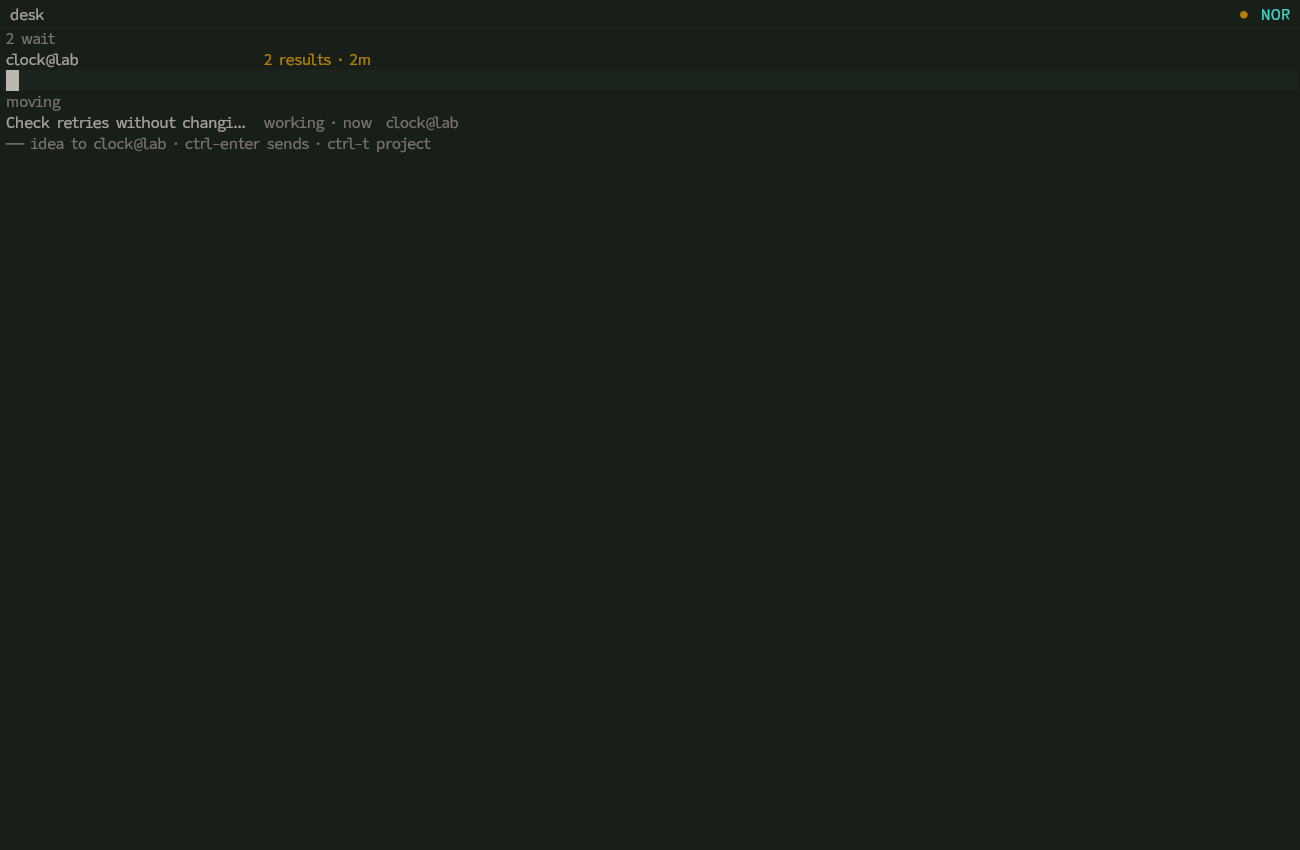 desk
● NOR
2 wait
clock@lab 2 results · 2m
moving
Check retries without changi… working · now clock@lab
── idea to clock@lab · ctrl-enter sends · ctrl-t project